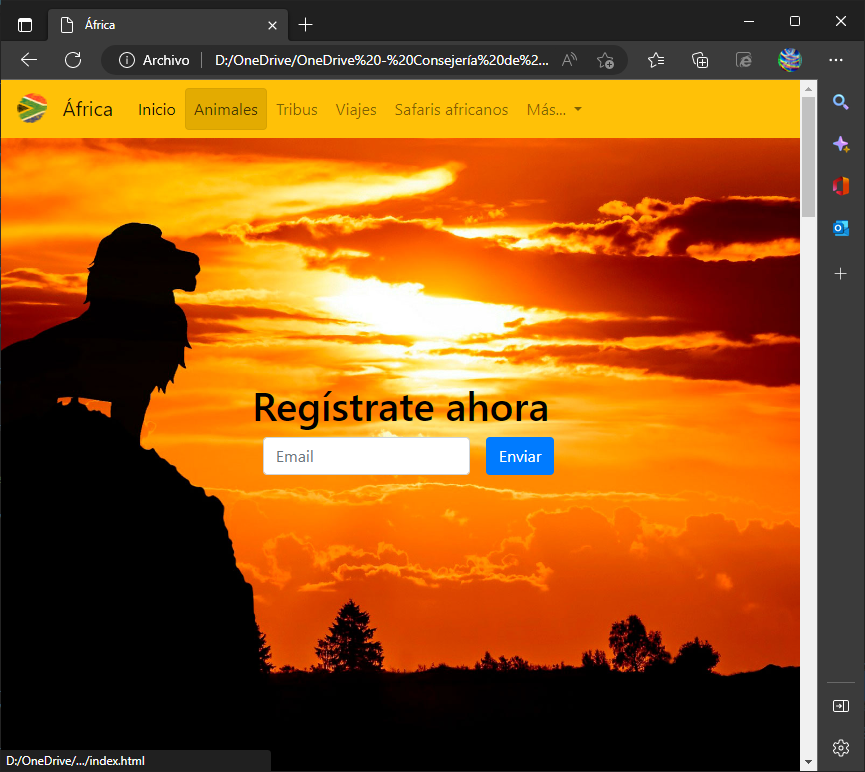 África
Archivo
D:/OneDrive/OneDrive%20-%20Consejería%20de%2...
África Inicio Animales Tribus Viajes Safaris africanos Más...
Regístrate ahora
Email Enviar
D:/OneDrive/.../index.html